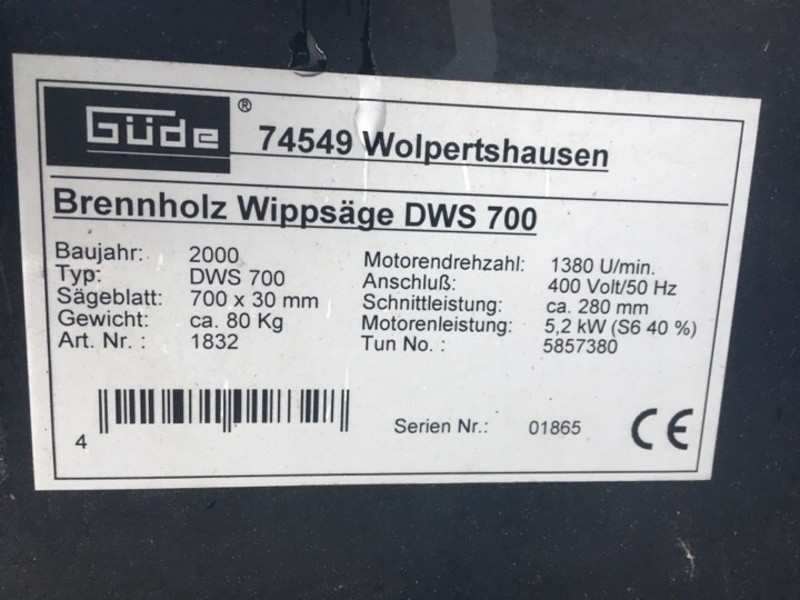 Güde ® 74549 Wolpertshausen
Brennholz Wippsäge DWS 700
Baujahr: 2000
Typ: DWS 700
Sägeblatt: 700 x 30 mm
Gewicht: ca. 80 Kg
Art. Nr. : 1832
Motorendrehzahl: 1380 U/min.
Anschluß: 400 Volt/50 Hz
Schnittleistung: ca. 280 mm
Motorenleistung: 5,2 kW (S6 40 %)
Tun No. : 5857380
4
Serien Nr.: 01865
CE